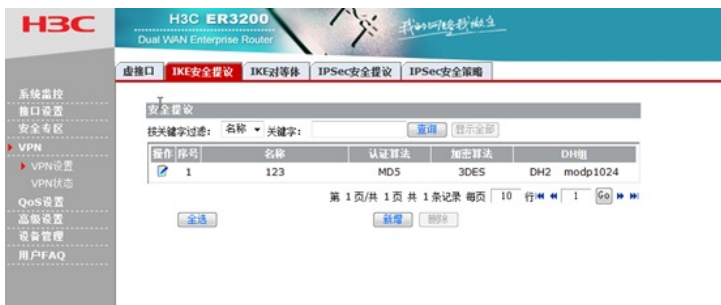 H3C
H3C ER3200
Dual WAN Enterprise Router
我的网络我做主
虚接口 IKE安全提议 IKE对等体 IPSec安全提议 IPSec安全策略
系统监控
接口设置
安全专区
VPN
VPN设置
VPN状态
QoS设置
高级设置
设备管理
用户FAQ
安全提议
按关键字过滤: 名称 关键字: 查询 显示全部
操作 序号 名称 认证算法 加密算法 DH组
1 123 MD5 3DES DH2 modp1024
第 1 页/共 1 页 共 1 条记录 每页 10 行 1 Go
全选 新增 删除